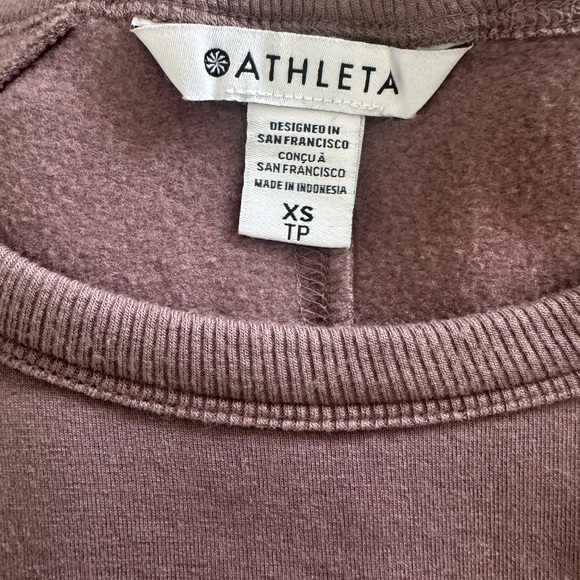 ATHLETA
DESIGNED IN
SAN FRANCISCO
CONÇU À
SAN FRANCISCO
MADE IN INDONESIA
XS
TP